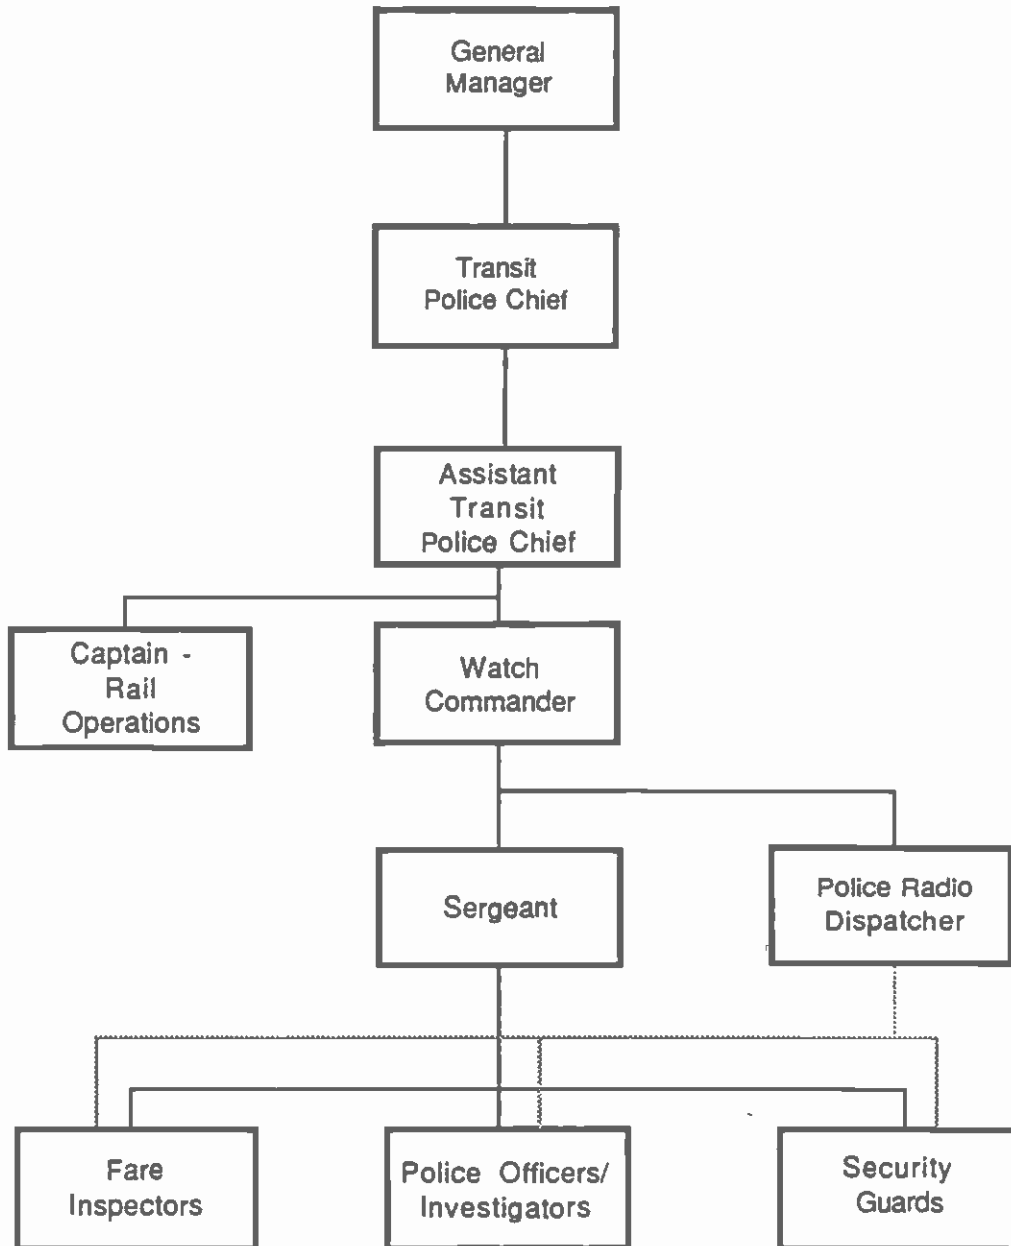 General
Manager
Transit
Police Chief
Assistant
Transit
Police Chief
Captain -
Rail
Operations
Watch
Commander
Sergeant
Police Radio
Dispatcher
Fare
Inspectors
Police Officers/
Investigators
Security
Guards